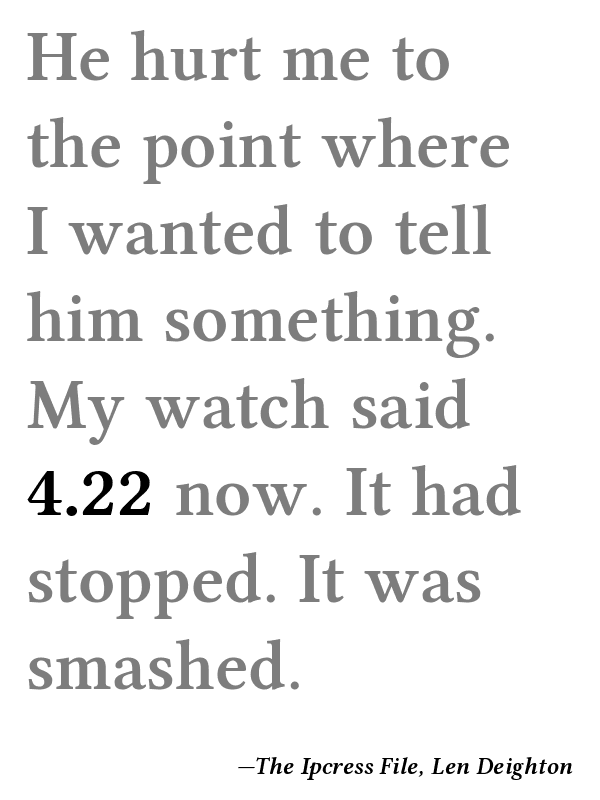 He hurt me to
the point where
I wanted to tell
him something.
My watch said
4.22 now. It had
stopped. It was
smashed.
—The Ipcress File, Len Deighton